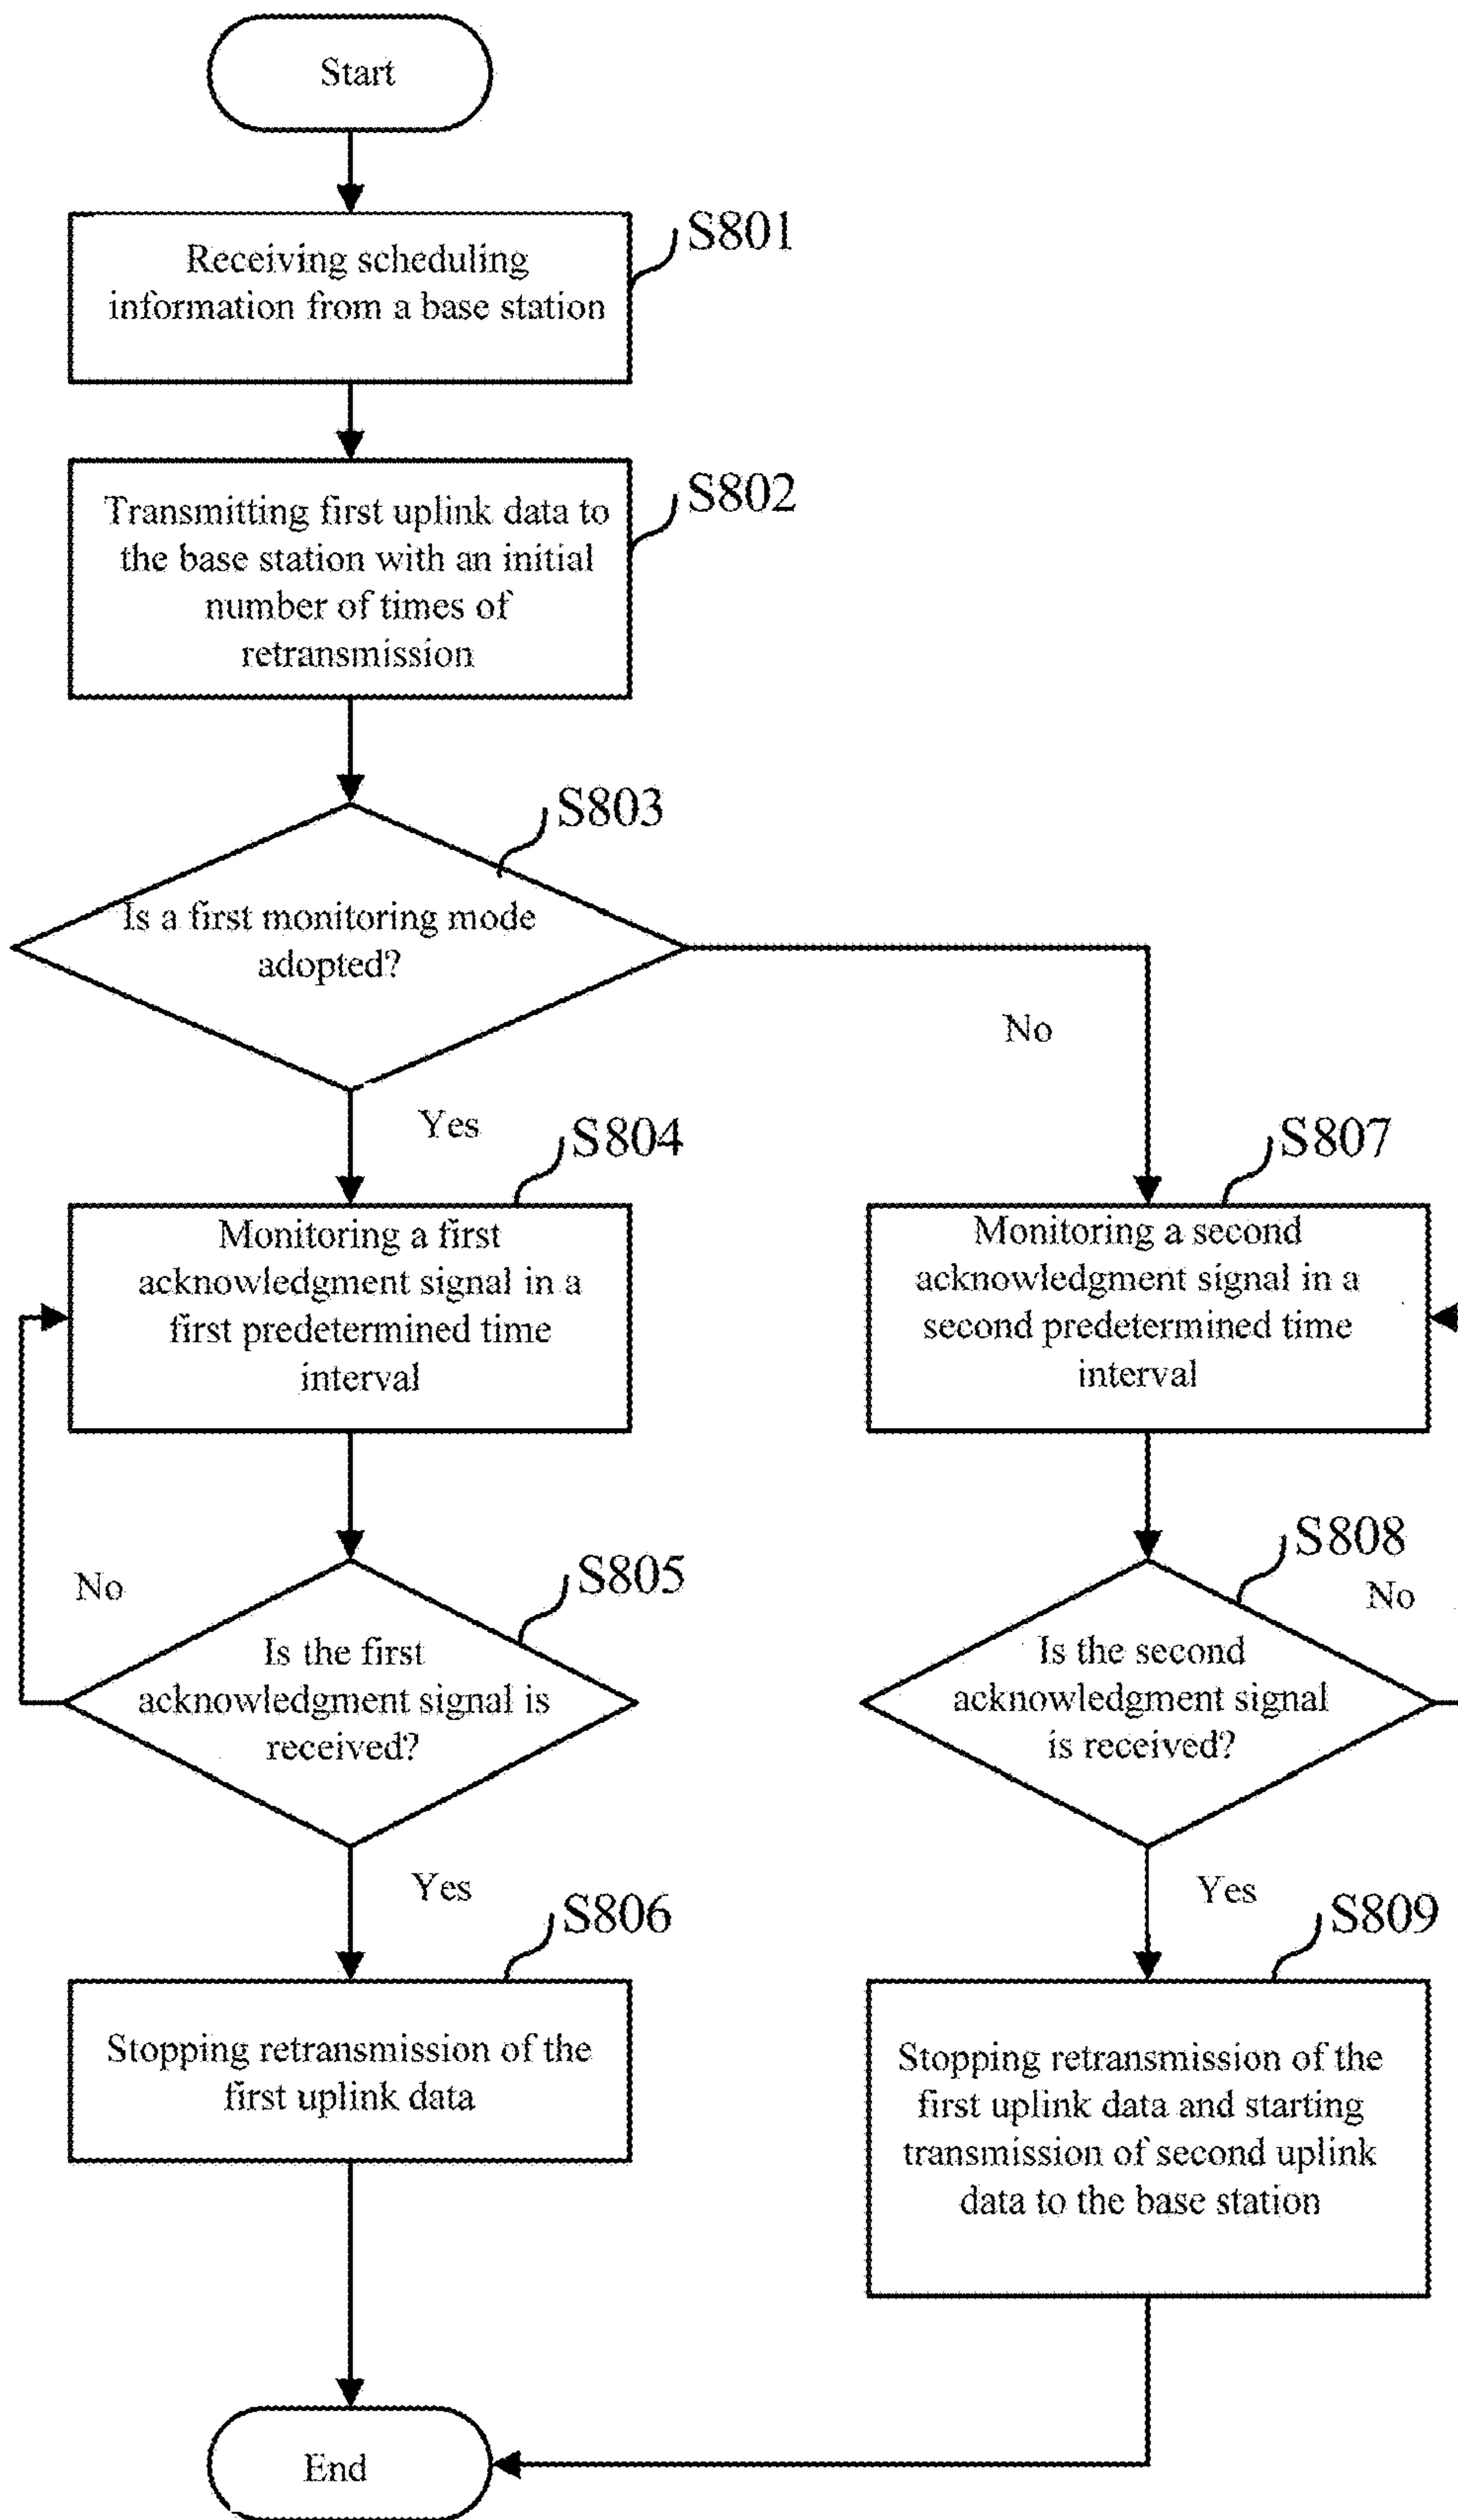 Start
S801
Receiving scheduling
information from a base station
S802
Transmitting first uplink data to
the base station with an initial
number of times of
retransmission
S803
Is a first monitoring mode
adopted?
No
Yes
S804
Monitoring a first
acknowledgment signal in a
first predetermined time
interval
S807
Monitoring a second
acknowledgment signal in a
second predetermined time
interval
No
S805
Is the first
acknowledgment signal is
received?
S808
No
Is the second
acknowledgment signal
is received?
Yes
S806
Stopping retransmission of the
first uplink data
Yes
S809
Stopping retransmission of the
first uplink data and starting
transmission of second uplink
data to the base station
End